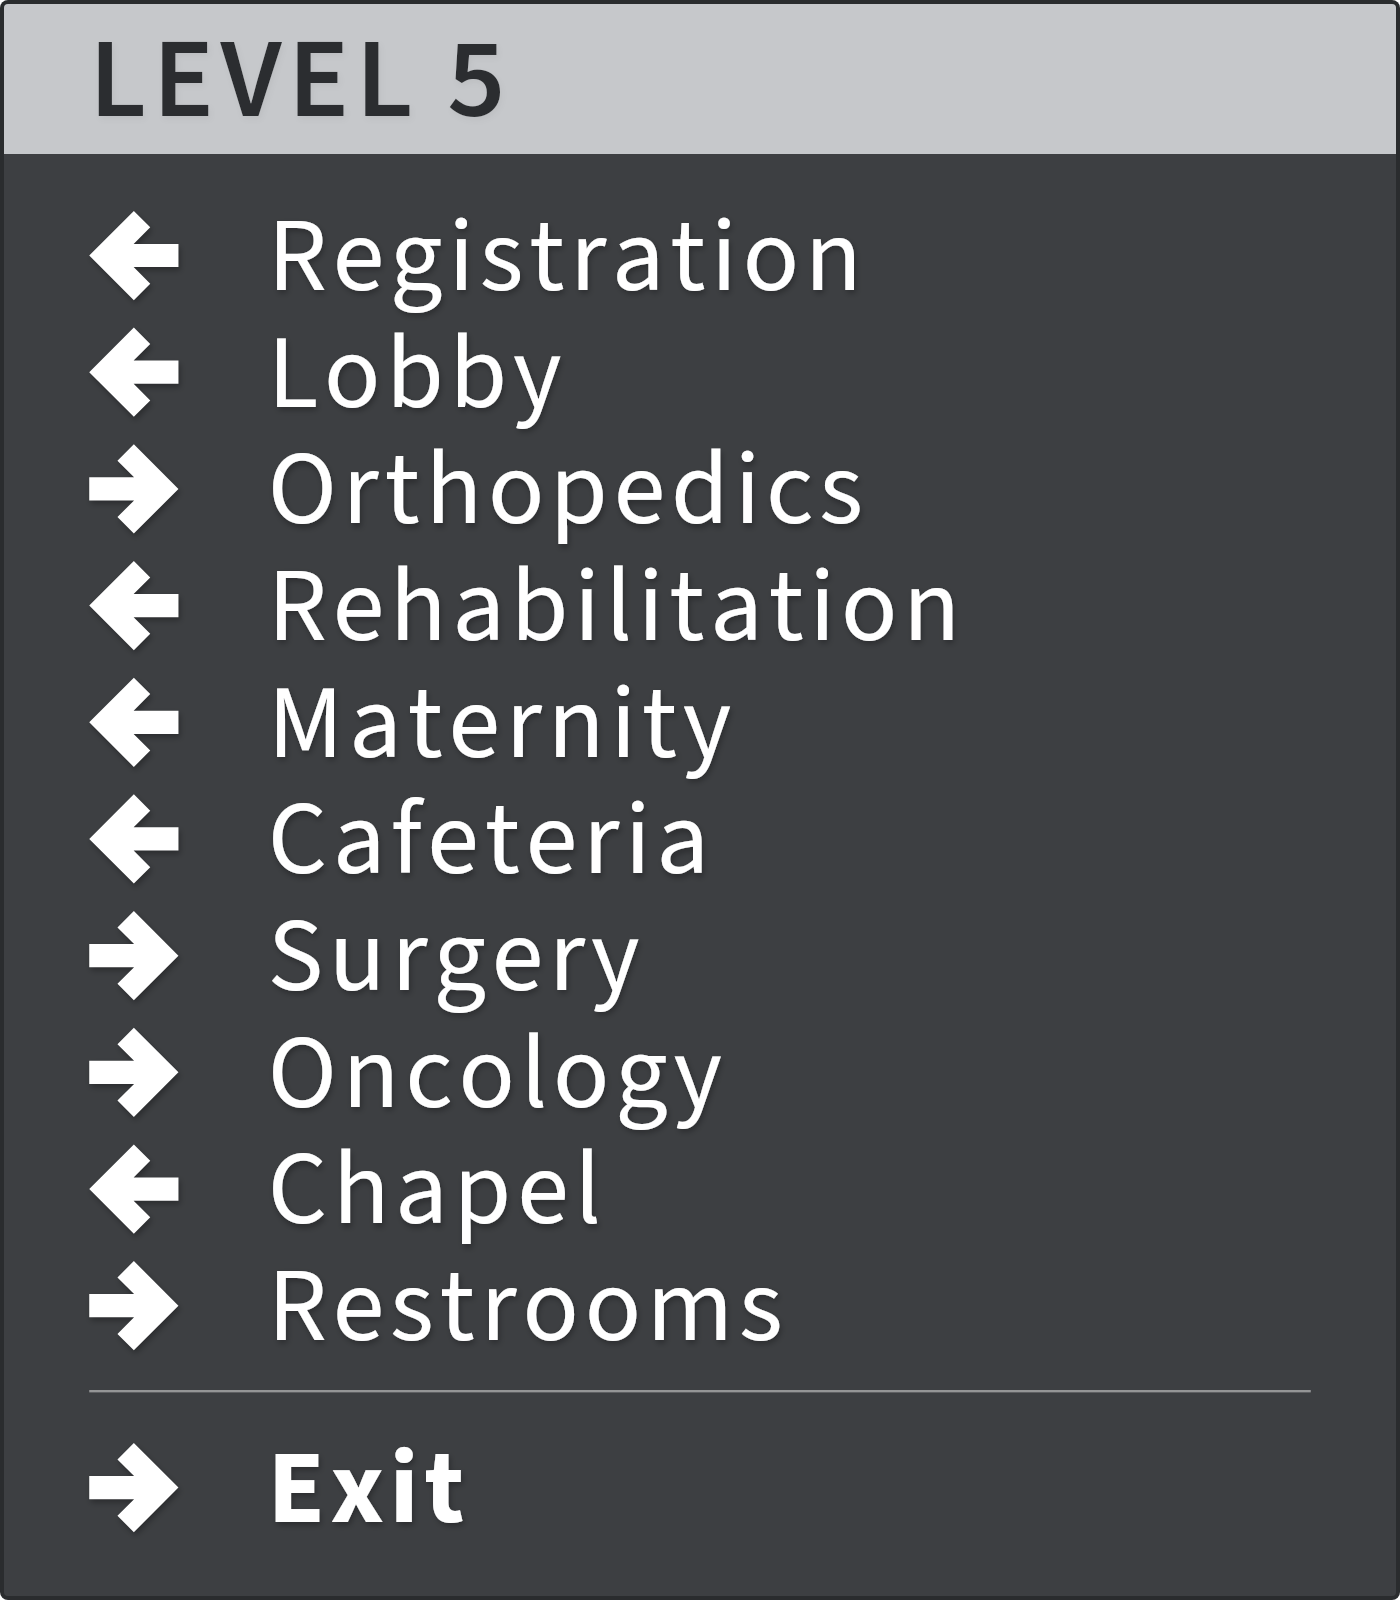 LEVEL 5
Registration
Lobby
Orthopedics
Rehabilitation
Maternity
Cafeteria
Surgery
Oncology
Chapel
Restrooms
Exit